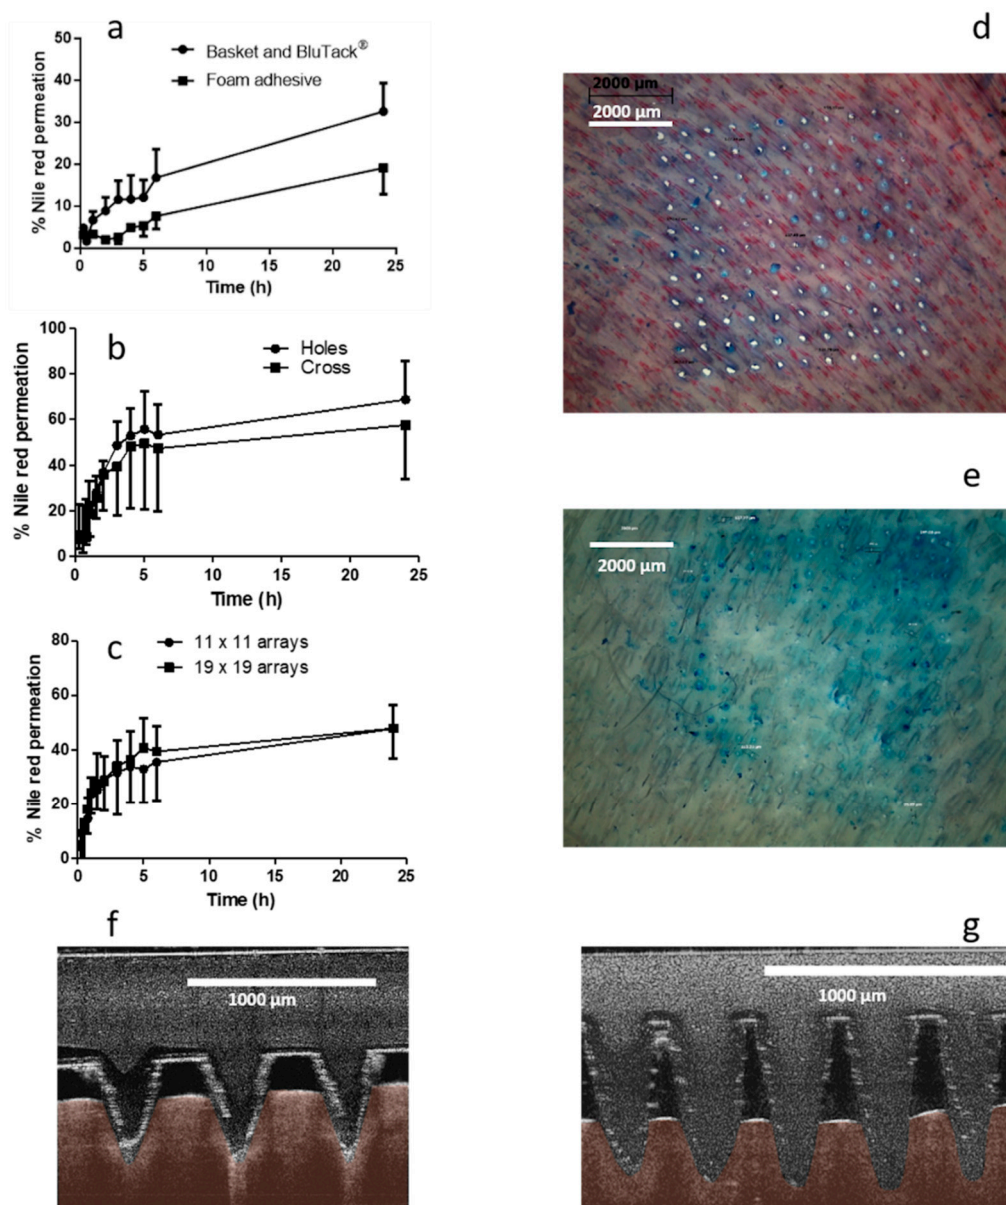 a
50
40
30
20
10
0
% Nile red permeation
Basket and BluTack®
Foam adhesive
0 5 10 15 20 25
Time (h)
b
100
80
60
40
20
0
% Nile red permeation
Holes
Cross
0 5 10 15 20 25
Time (h)
c
80
60
40
20
0
% Nile red permeation
11 x 11 arrays
19 x 19 arrays
0 5 10 15 20 25
Time (h)
d
2000 µm
2000 µm
e
2000 µm
f
1000 µm
g
1000 µm